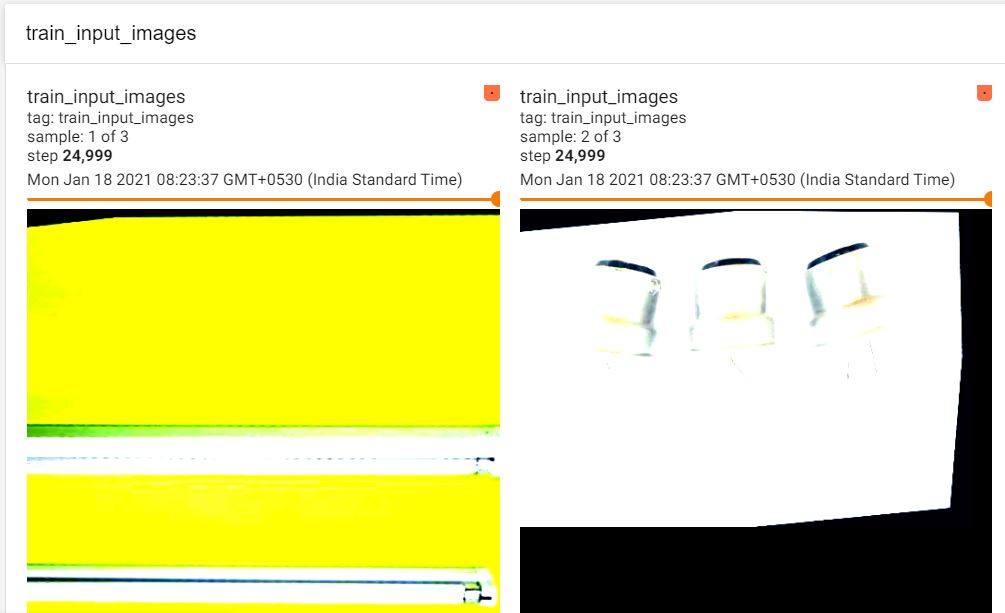 train_input_images
train_input_images
tag: train_input_images
sample: 1 of 3
step 24,999
Mon Jan 18 2021 08:23:37 GMT+0530 (India Standard Time)
train_input_images
tag: train_input_images
sample: 2 of 3
step 24,999
Mon Jan 18 2021 08:23:37 GMT+0530 (India Standard Time)